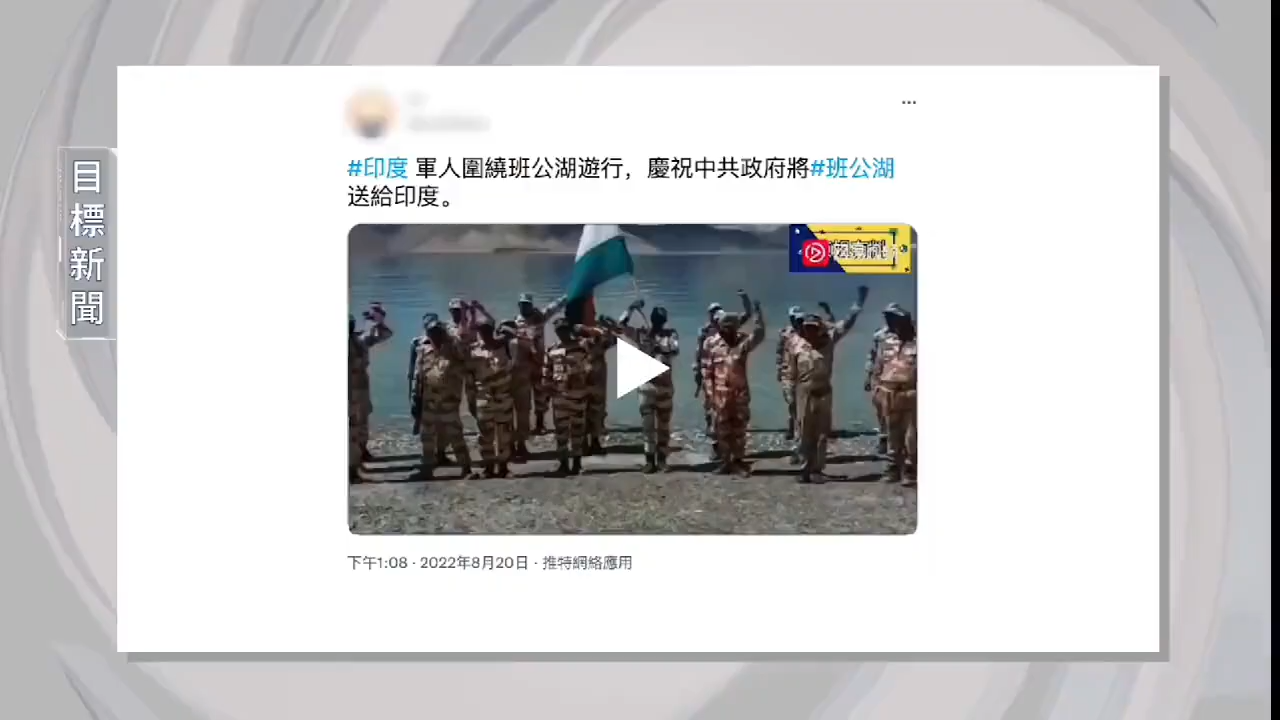 目標新聞
#印度 軍人圍繞班公湖遊行，慶祝中共政府將#班公湖
送給印度。
下午1:08 · 2022年8月20日 · 推特網絡應用